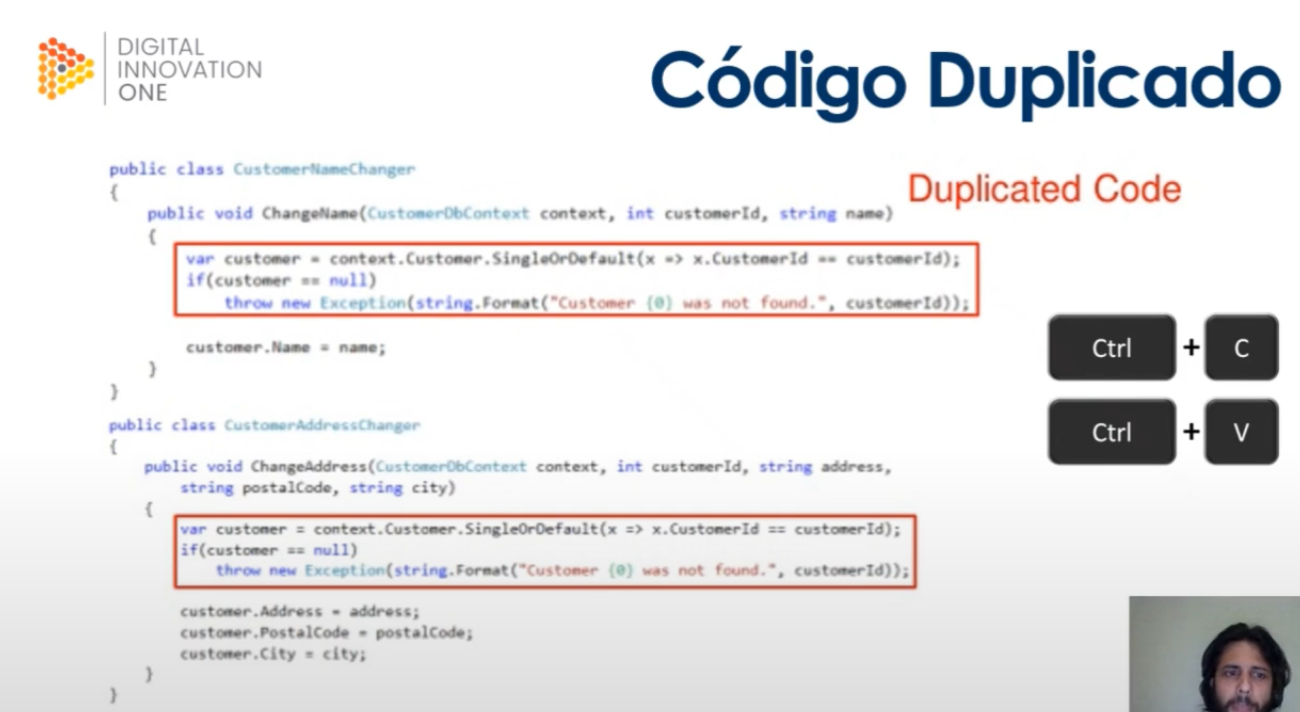 DIGITAL
INNOVATION
ONE
Código Duplicado
Duplicated Code
public class CustomerNameChanger
{
public void ChangeName(CustomerDbContext context, int customerId, string name)
{
var customer = context.Customer.SingleOrDefault(x => x.CustomerId == customerId);
if(customer == null)
throw new Exception(string.Format("Customer {0} was not found.", customerId));
customer.Name = name;
}
}
public class CustomerAddressChanger
{
public void ChangeAddress(CustomerDbContext context, int customerId, string address,
string postalCode, string city)
{
var customer = context.Customer.SingleOrDefault(x => x.CustomerId == customerId);
if(customer == null)
throw new Exception(string.Format("Customer {0} was not found.", customerId));
customer.Address = address;
customer.PostalCode = postalCode;
customer.City = city;
}
}
Ctrl + C
Ctrl + V